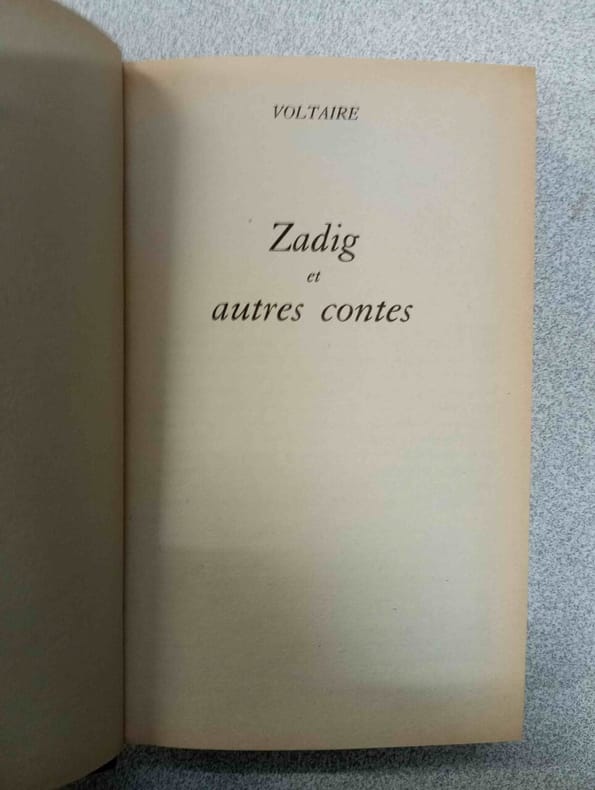 VOLTAIRE
Zadig
et
autres contes